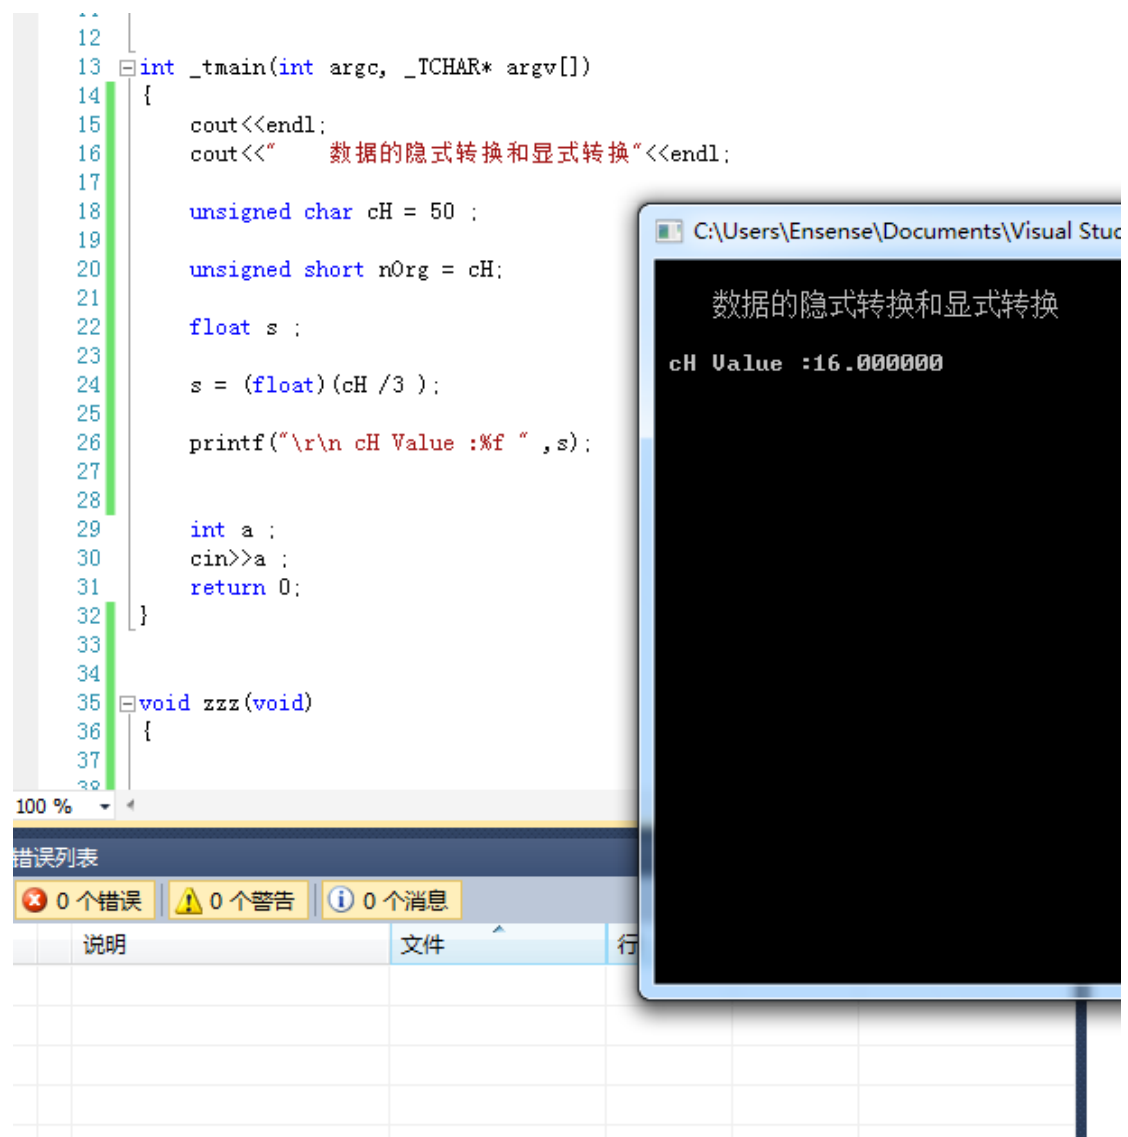 12
13 int _tmain(int argc, _TCHAR* argv[])
14 {
15 cout<<endl;
16 cout<<"    数据的隐式转换和显式转换"<<endl;
17
18 unsigned char cH = 50 ;
19
20 unsigned short nOrg = cH;
21
22 float s ;
23
24 s = (float)(cH /3 );
25
26 printf("\r\n cH Value :%f " ,s);
27
28
29 int a ;
30 cin>>a ;
31 return 0;
32 }
33
34
35 void zzz(void)
36 {
37
100 %
错误列表
0 个错误 0 个警告 0 个消息
说明 文件 行
C:\Users\Ensense\Documents\Visual Stud
数据的隐式转换和显式转换
cH Value :16.000000